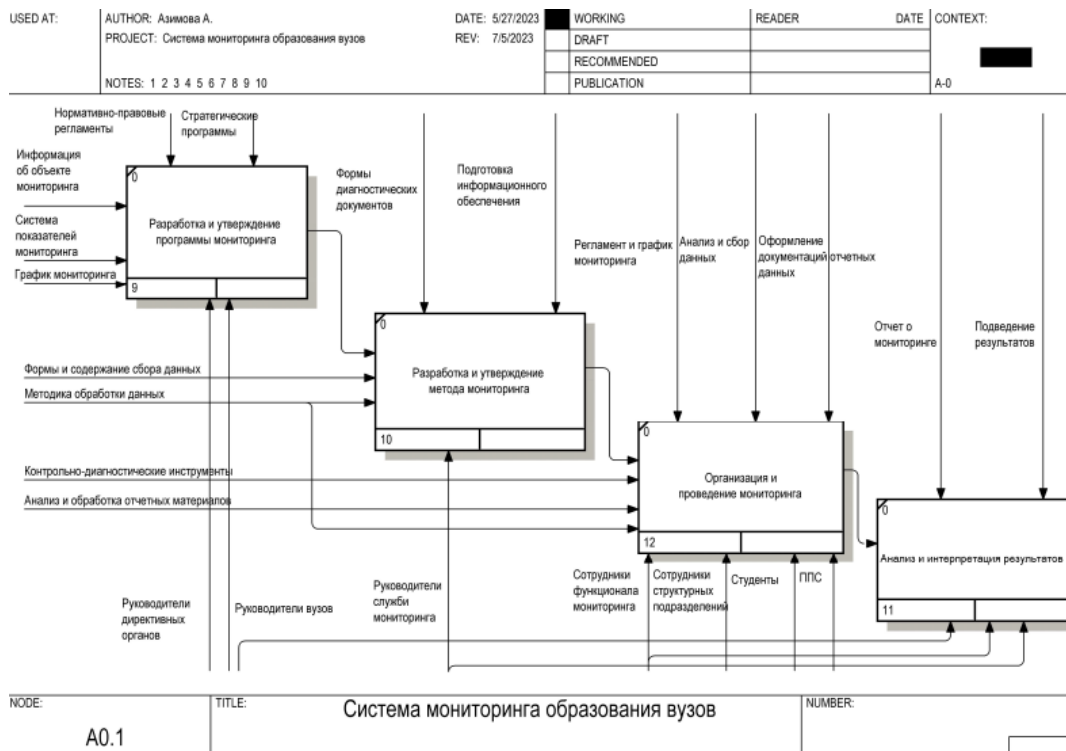 USED AT:
AUTHOR: Азимова А.
DATE: 5/27/2023
WORKING
READER
DATE
CONTEXT:
PROJECT: Система мониторинга образования вузов
REV: 7/5/2023
DRAFT
RECOMMENDED
NOTES: 1 2 3 4 5 6 7 8 9 10
PUBLICATION
A-0
Нормативно-правовые
регламенты
Стратегические
программы
Информация
об объекте
мониторинга
Система
показателей
мониторинга
График мониторинга
0
Разработка и утверждение
программы мониторинга
9
Формы
диагностических
документов
Подготовка
информационного
обеспечения
Регламент и график
мониторинга
Анализ и сбор
данных
Оформление
документаций отчетных
данных
Отчет о
мониторинге
Подведение
результатов
0
Разработка и утверждение
метода мониторинга
10
Формы и содержание сбора данных
Методика обработки данных
Контрольно-диагностические инструменты
Анализ и обработка отчетных материалов
0
Организация и
проведение мониторинга
12
0
Анализ и интерпретация результатов
11
Руководители
директивных
органов
Руководители вузов
Руководители
служби
мониторинга
Сотрудники
функционала
мониторинга
Сотрудники
структурных
подразделений
Студенты
ППС
NODE:
A0.1
TITLE:
Система мониторинга образования вузов
NUMBER: